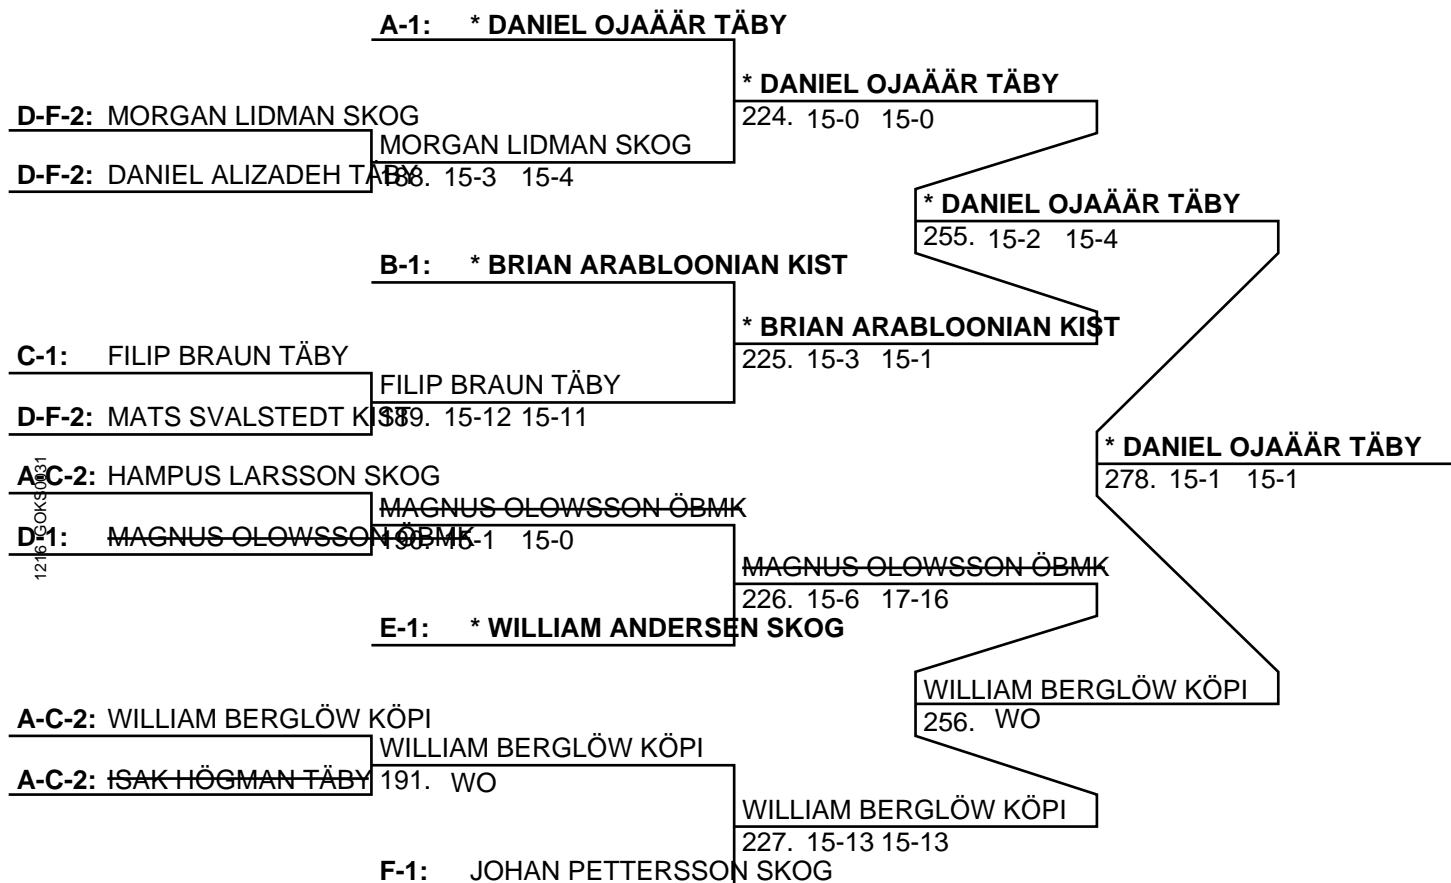 A-1: * DANIEL OJAÄÄR TÄBY
* DANIEL OJAÄÄR TÄBY
D-F-2: MORGAN LIDMAN SKOG
224. 15-0 15-0
MORGAN LIDMAN SKOG
D-F-2: DANIEL ALIZADEH TÄBY
188. 15-3 15-4
* DANIEL OJAÄÄR TÄBY
255. 15-2 15-4
B-1: * BRIAN ARABLOONIAN KIST
* BRIAN ARABLOONIAN KIST
C-1: FILIP BRAUN TÄBY
225. 15-3 15-1
FILIP BRAUN TÄBY
D-F-2: MATS SVALSTEDT KIST
189. 15-12 15-11
* DANIEL OJAÄÄR TÄBY
A-C-2: HAMPUS LARSSON SKOG
278. 15-1 15-1
MAGNUS OLOWSSON ÖBMK
D-1: MAGNUS OLOWSSON ÖBMK
190. 15-1 15-0
MAGNUS OLOWSSON ÖBMK
226. 15-6 17-16
E-1: * WILLIAM ANDERSEN SKOG
WILLIAM BERGLÖW KÖPI
A-C-2: WILLIAM BERGLÖW KÖPI
256. WO
WILLIAM BERGLÖW KÖPI
A-C-2: ISAK HÖGMAN TÄBY
191. WO
WILLIAM BERGLÖW KÖPI
227. 15-13 15-13
F-1: JOHAN PETTERSSON SKOG